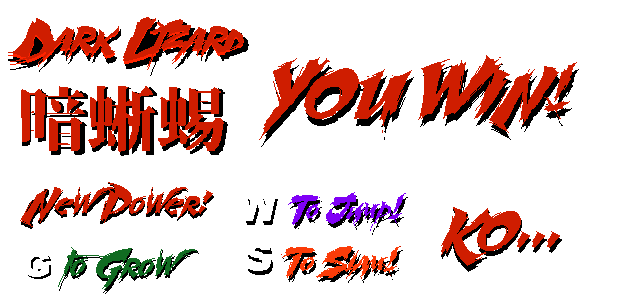 DARK LIZARD
暗蜥蜴
YOU WIN!
NEW POWER!
G TO GROW
W TO JUMP!
S TO SLAM!
KO...